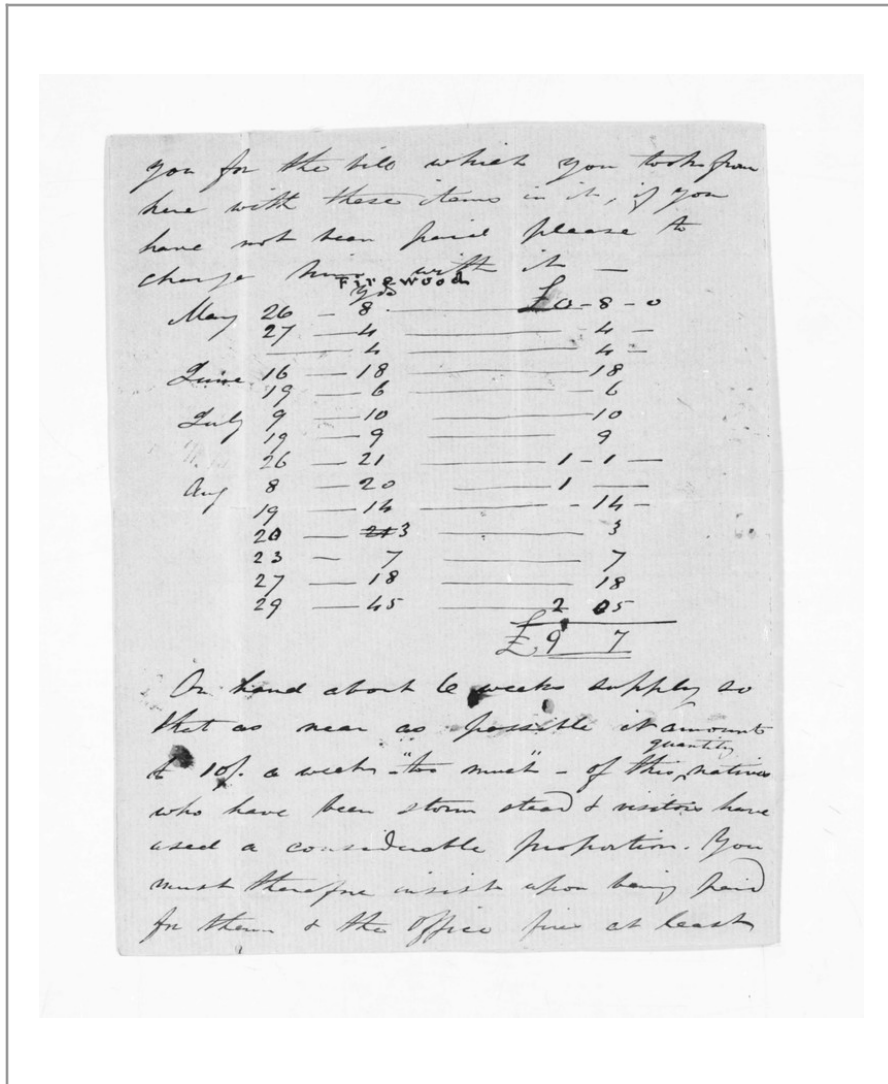 you for the bill which you took from
here with these items in it, if you
have not been paid please to
charge him with it —
Firewood
yds
May 26 — 8 — £0-8-0
27 — 4 — 4 —
— 4 — 4 —
June 16 — 18 — 18
19 — 6 — 6
July 9 — 10 — 10
19 — 9 — 9
26 — 21 — 1-1 —
Aug 8 — 20 — 1 —
19 — 14 — 14 —
20 — 3 — 3
23 — 7 — 7
27 — 18 — 18
29 — 45 — 2 05
£9 7
On hand about 6 weeks supply so
that as near as possible it amounts
quantity
to 10/. a week - "too much" - of this natives
who have been storm stead & visitors have
used a considerable proportion. You
must therefore insist upon being paid
for them & the Office fire at least